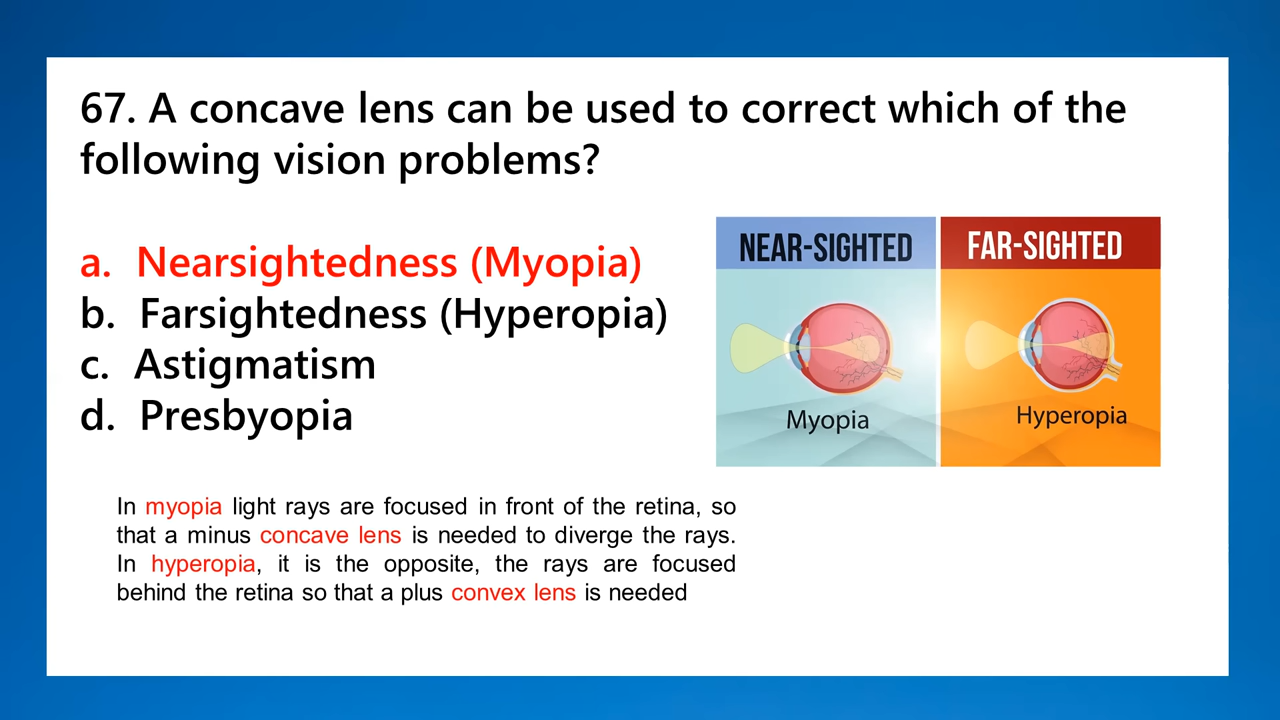 67. A concave lens can be used to correct which of the
following vision problems?
a. Nearsightedness (Myopia)
b. Farsightedness (Hyperopia)
c. Astigmatism
d. Presbyopia
NEAR-SIGHTED
FAR-SIGHTED
Myopia
Hyperopia
In myopia light rays are focused in front of the retina, so
that a minus concave lens is needed to diverge the rays.
In hyperopia, it is the opposite, the rays are focused
behind the retina so that a plus convex lens is needed